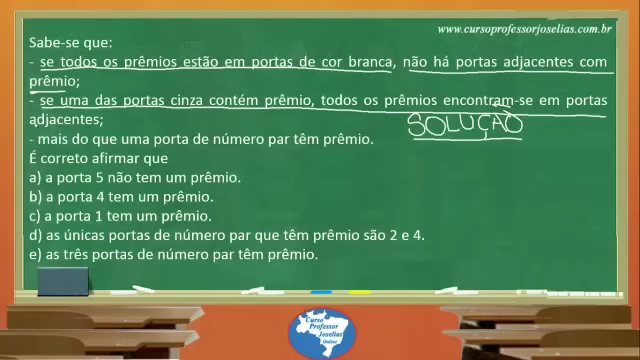 www.cursoprofessorjoselias.com.br
Sabe-se que:
- se todos os prêmios estão em portas de cor branca, não há portas adjacentes com
prêmio;
- se uma das portas cinza contém prêmio, todos os prêmios encontram-se em portas
adjacentes;
SOLUÇÃO
- mais do que uma porta de número par têm prêmio.
É correto afirmar que
a) a porta 5 não tem um prêmio.
b) a porta 4 tem um prêmio.
c) a porta 1 tem um prêmio.
d) as únicas portas de número par que têm prêmio são 2 e 4.
e) as três portas de número par têm prêmio.
Curso
Professor
Joselias
Online